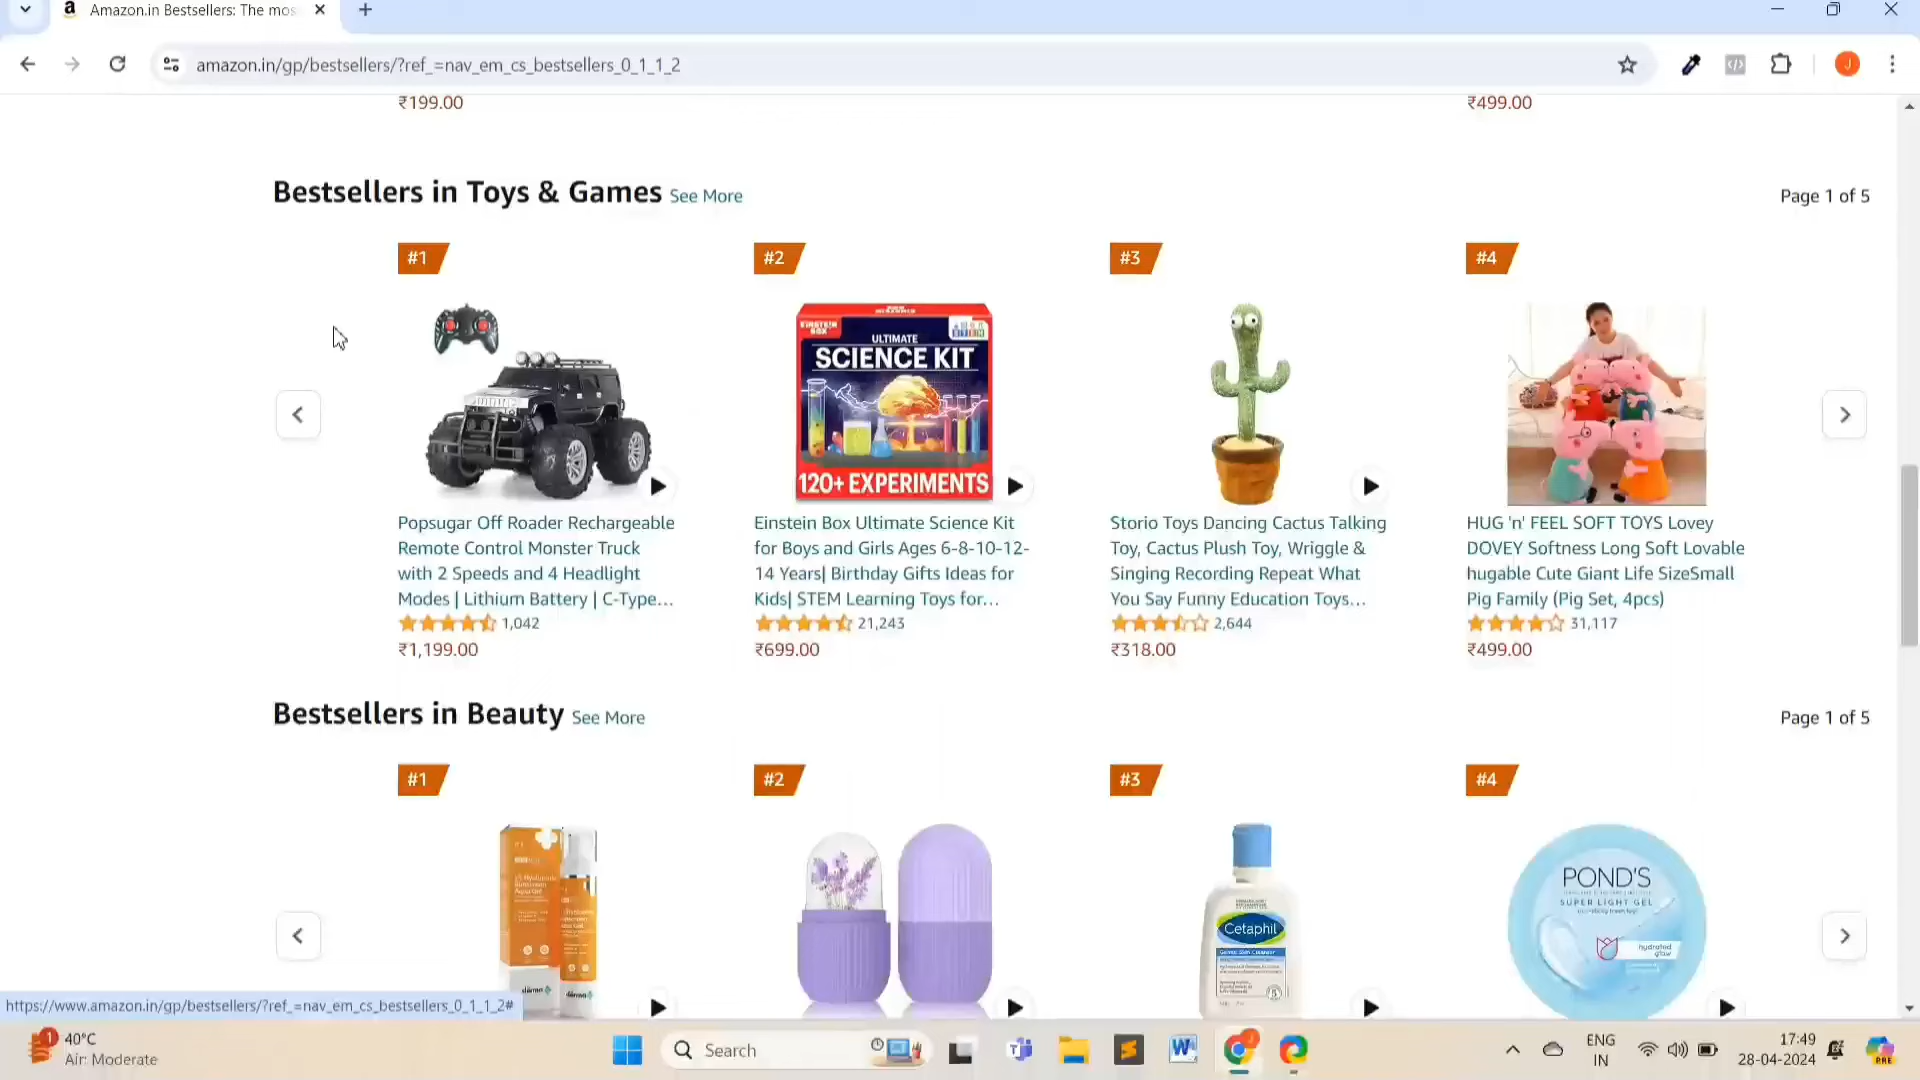 Amazon.in Bestsellers: The mos
amazon.in/gp/bestsellers/?ref_=nav_em_cs_bestsellers_0_1_1_2
J
₹199.00
₹499.00
Bestsellers in Toys & Games See More
Page 1 of 5
#1
#2
#3
#4
EINSTEIN BOX
ULTIMATE
SCIENCE KIT
120+ EXPERIMENTS
Popsugar Off Roader Rechargeable
Remote Control Monster Truck
with 2 Speeds and 4 Headlight
Modes | Lithium Battery | C-Type...
1,042
₹1,199.00
Einstein Box Ultimate Science Kit
for Boys and Girls Ages 6-8-10-12-
14 Years| Birthday Gifts Ideas for
Kids| STEM Learning Toys for...
21,243
₹699.00
Storio Toys Dancing Cactus Talking
Toy, Cactus Plush Toy, Wriggle &
Singing Recording Repeat What
You Say Funny Education Toys...
2,644
₹318.00
HUG 'n' FEEL SOFT TOYS Lovey
DOVEY Softness Long Soft Lovable
hugable Cute Giant Life SizeSmall
Pig Family (Pig Set, 4pcs)
31,117
₹499.00
Bestsellers in Beauty See More
Page 1 of 5
#1
#2
#3
#4
Cetaphil
POND'S
SUPER LIGHT GEL
hydrated
glow
https://www.amazon.in/gp/bestsellers/?ref_=nav_em_cs_bestsellers_0_1_1_2#
1
40°C
Air: Moderate
Search
ENG
IN
17:49
28-04-2024
PRE